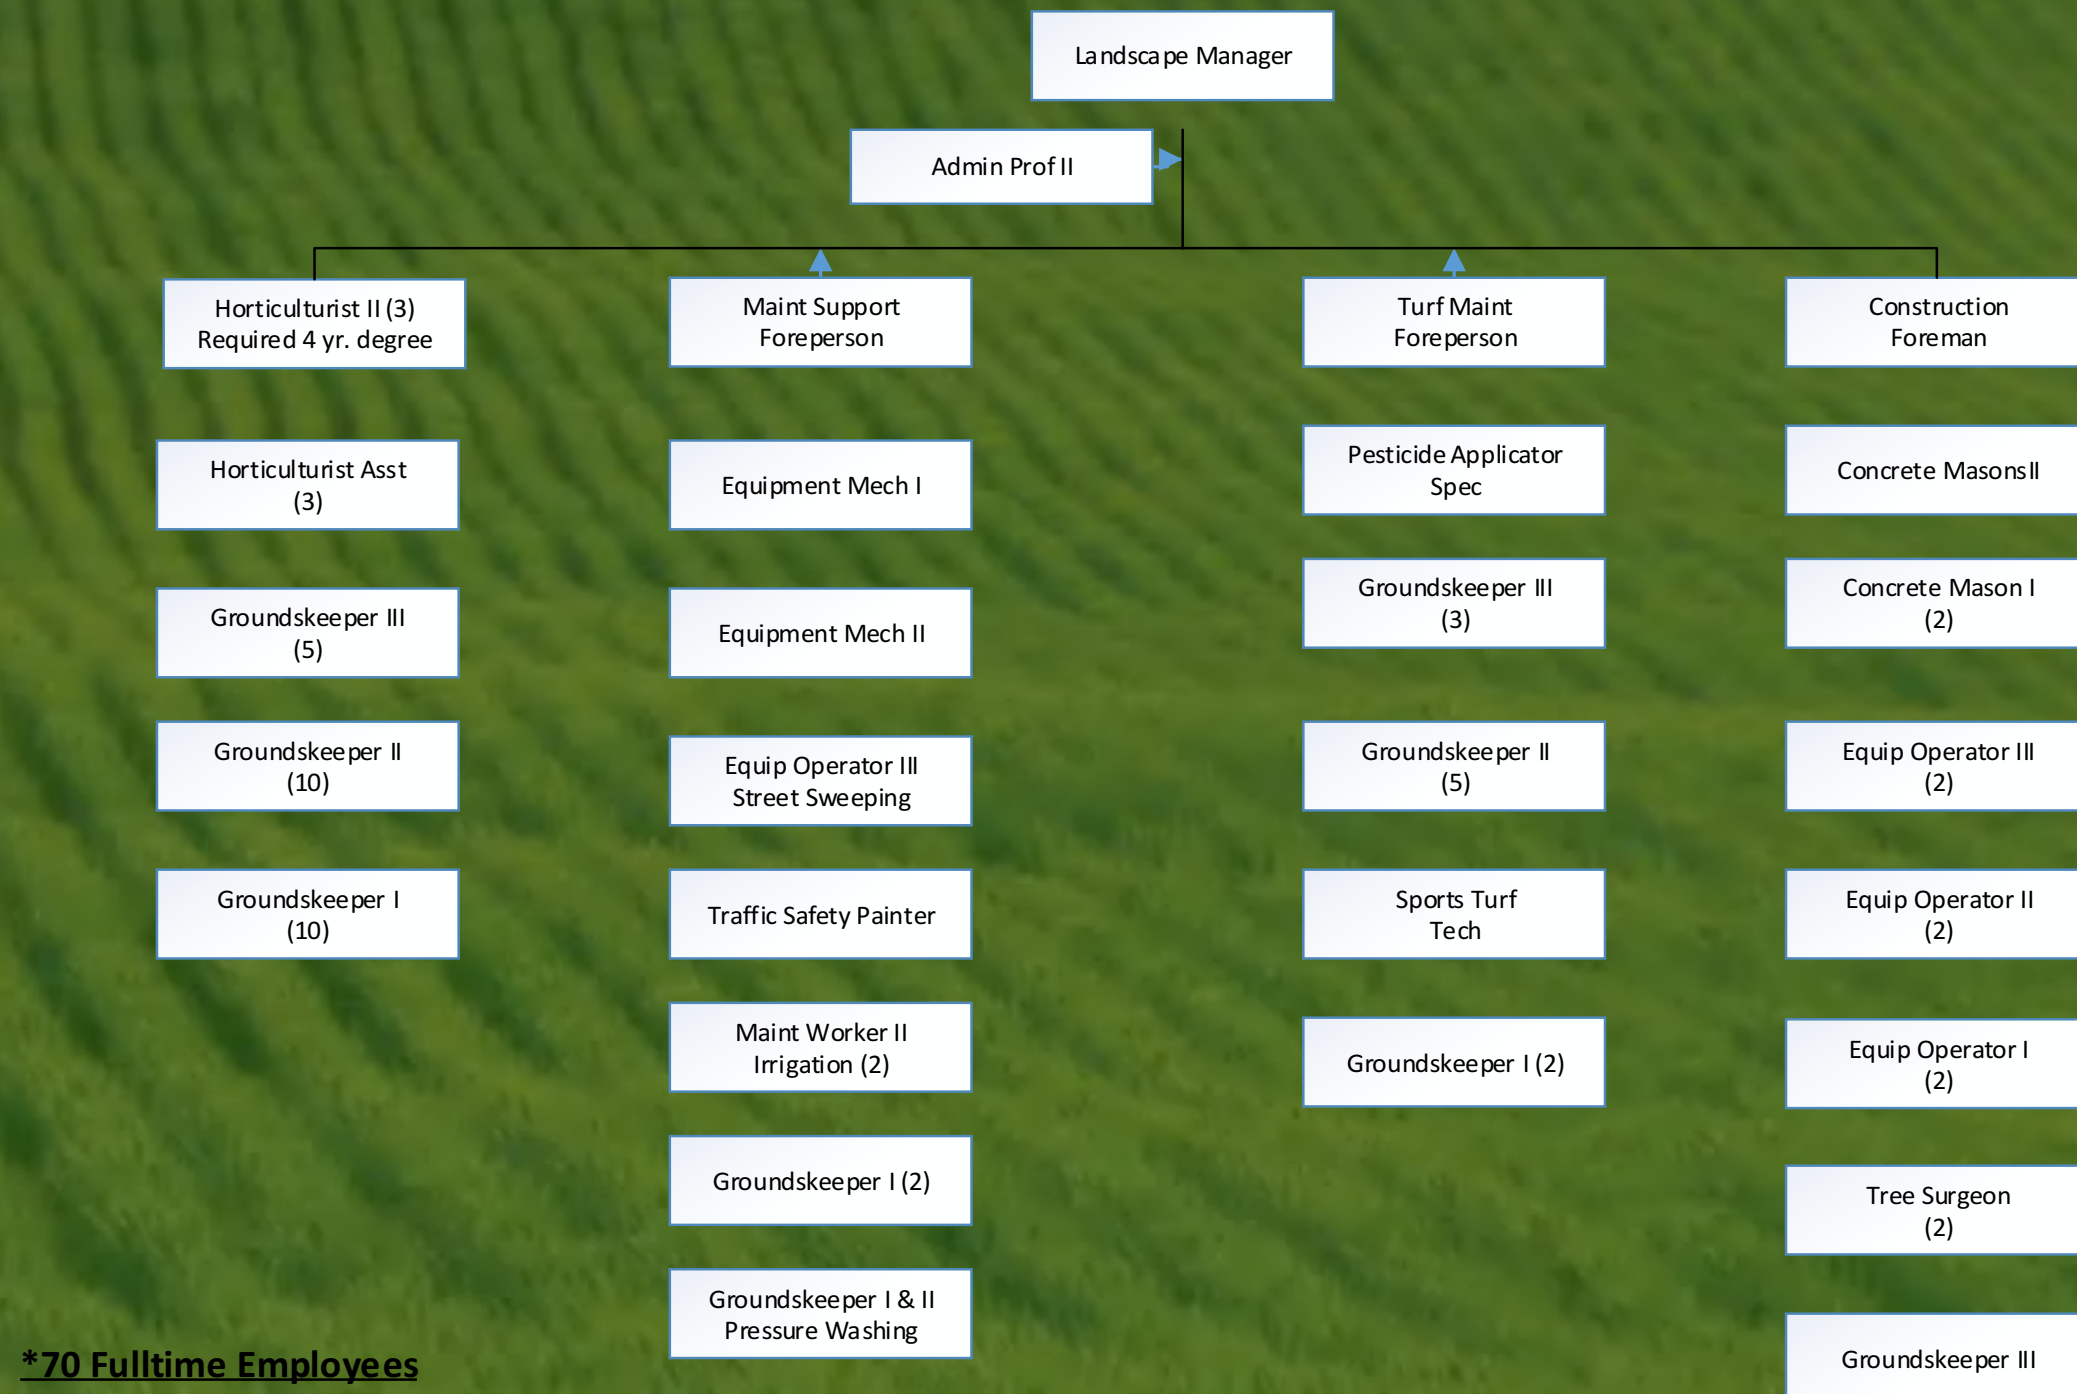 Landscape Manager
Admin Prof II
Horticulturist II (3)
Required 4 yr. degree
Horticulturist Asst
(3)
Groundskeeper III
(5)
Groundskeeper II
(10)
Groundskeeper I
(10)
Maint Support
Foreperson
Equipment Mech I
Equipment Mech II
Equip Operator III
Street Sweeping
Traffic Safety Painter
Maint Worker II
Irrigation (2)
Groundskeeper I (2)
Groundskeeper I & II
Pressure Washing
Turf Maint
Foreperson
Pesticide Applicator
Spec
Groundskeeper III
(3)
Groundskeeper II
(5)
Sports Turf
Tech
Groundskeeper I (2)
Construction
Foreman
Concrete Masons II
Concrete Mason I
(2)
Equip Operator III
(2)
Equip Operator II
(2)
Equip Operator I
(2)
Tree Surgeon
(2)
Groundskeeper III
*70 Fulltime Employees